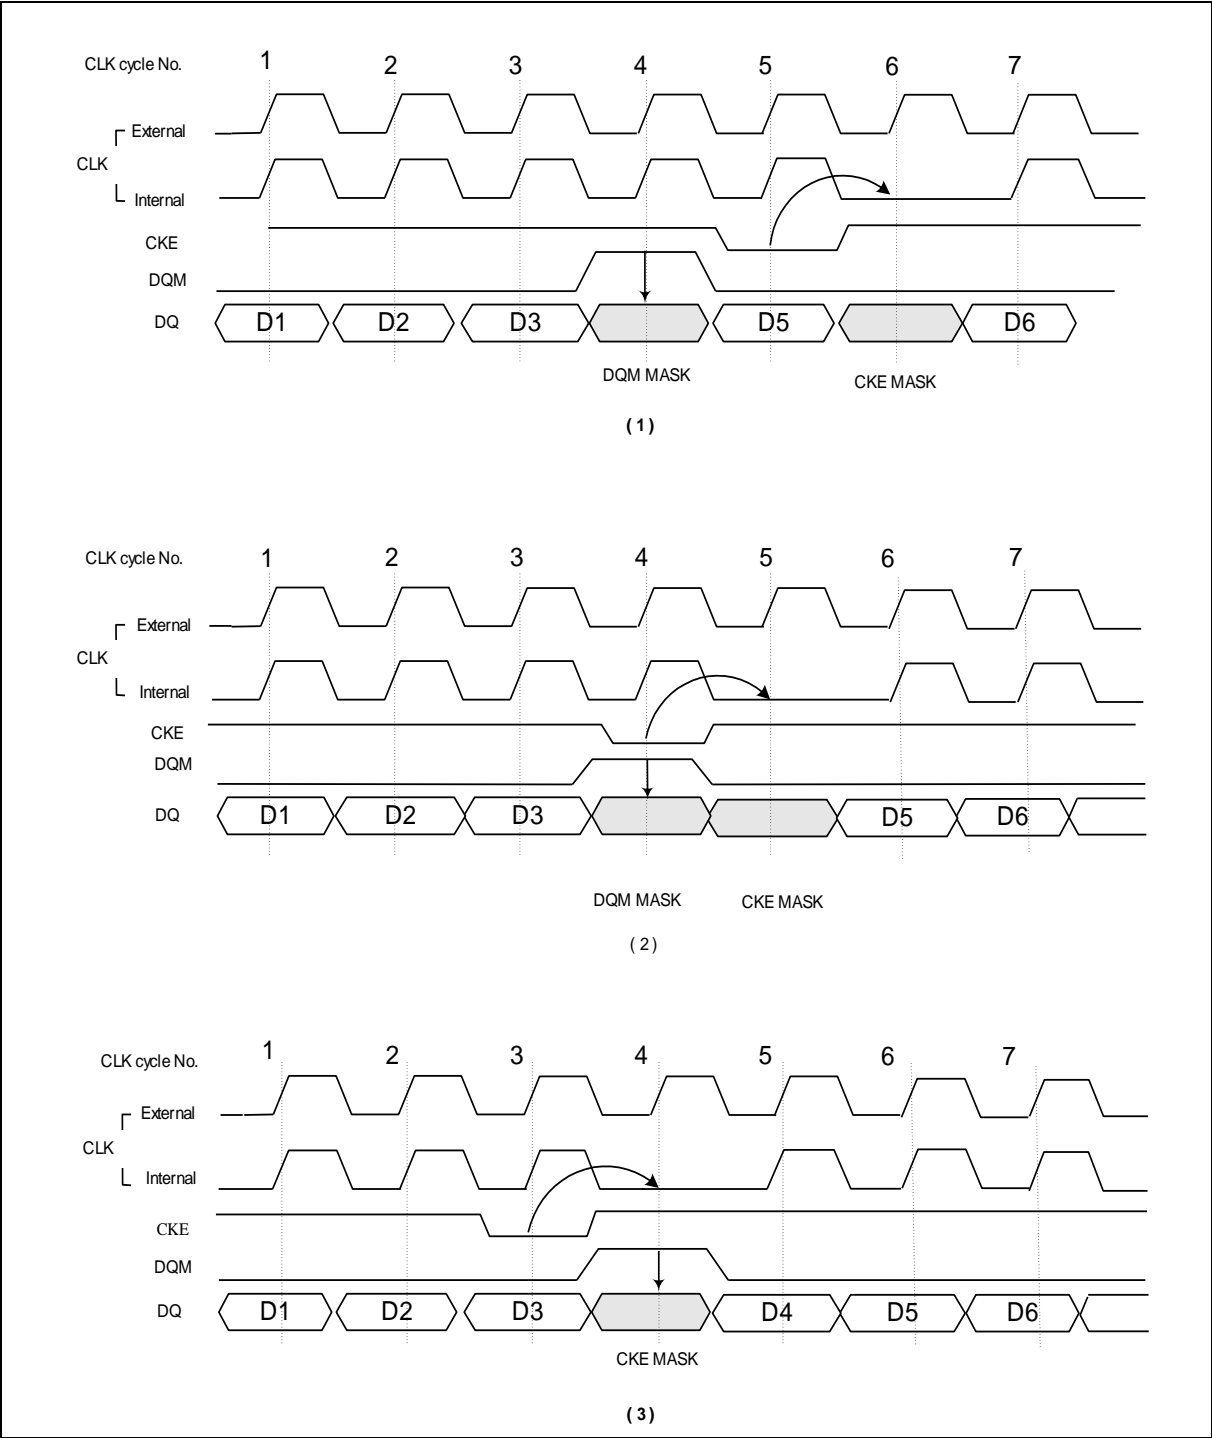 CLK cycle No. 1 2 3 4 5 6 7
External
CLK
Internal
CKE
DQM
DQ D1 D2 D3 D5 D6
DQM MASK CKE MASK
( 1 )
CLK cycle No. 1 2 3 4 5 6 7
External
CLK
Internal
CKE
DQM
DQ D1 D2 D3 D5 D6
DQM MASK CKE MASK
( 2 )
CLK cycle No. 1 2 3 4 5 6 7
External
CLK
Internal
CKE
DQM
DQ D1 D2 D3 D4 D5 D6
CKE MASK
( 3 )